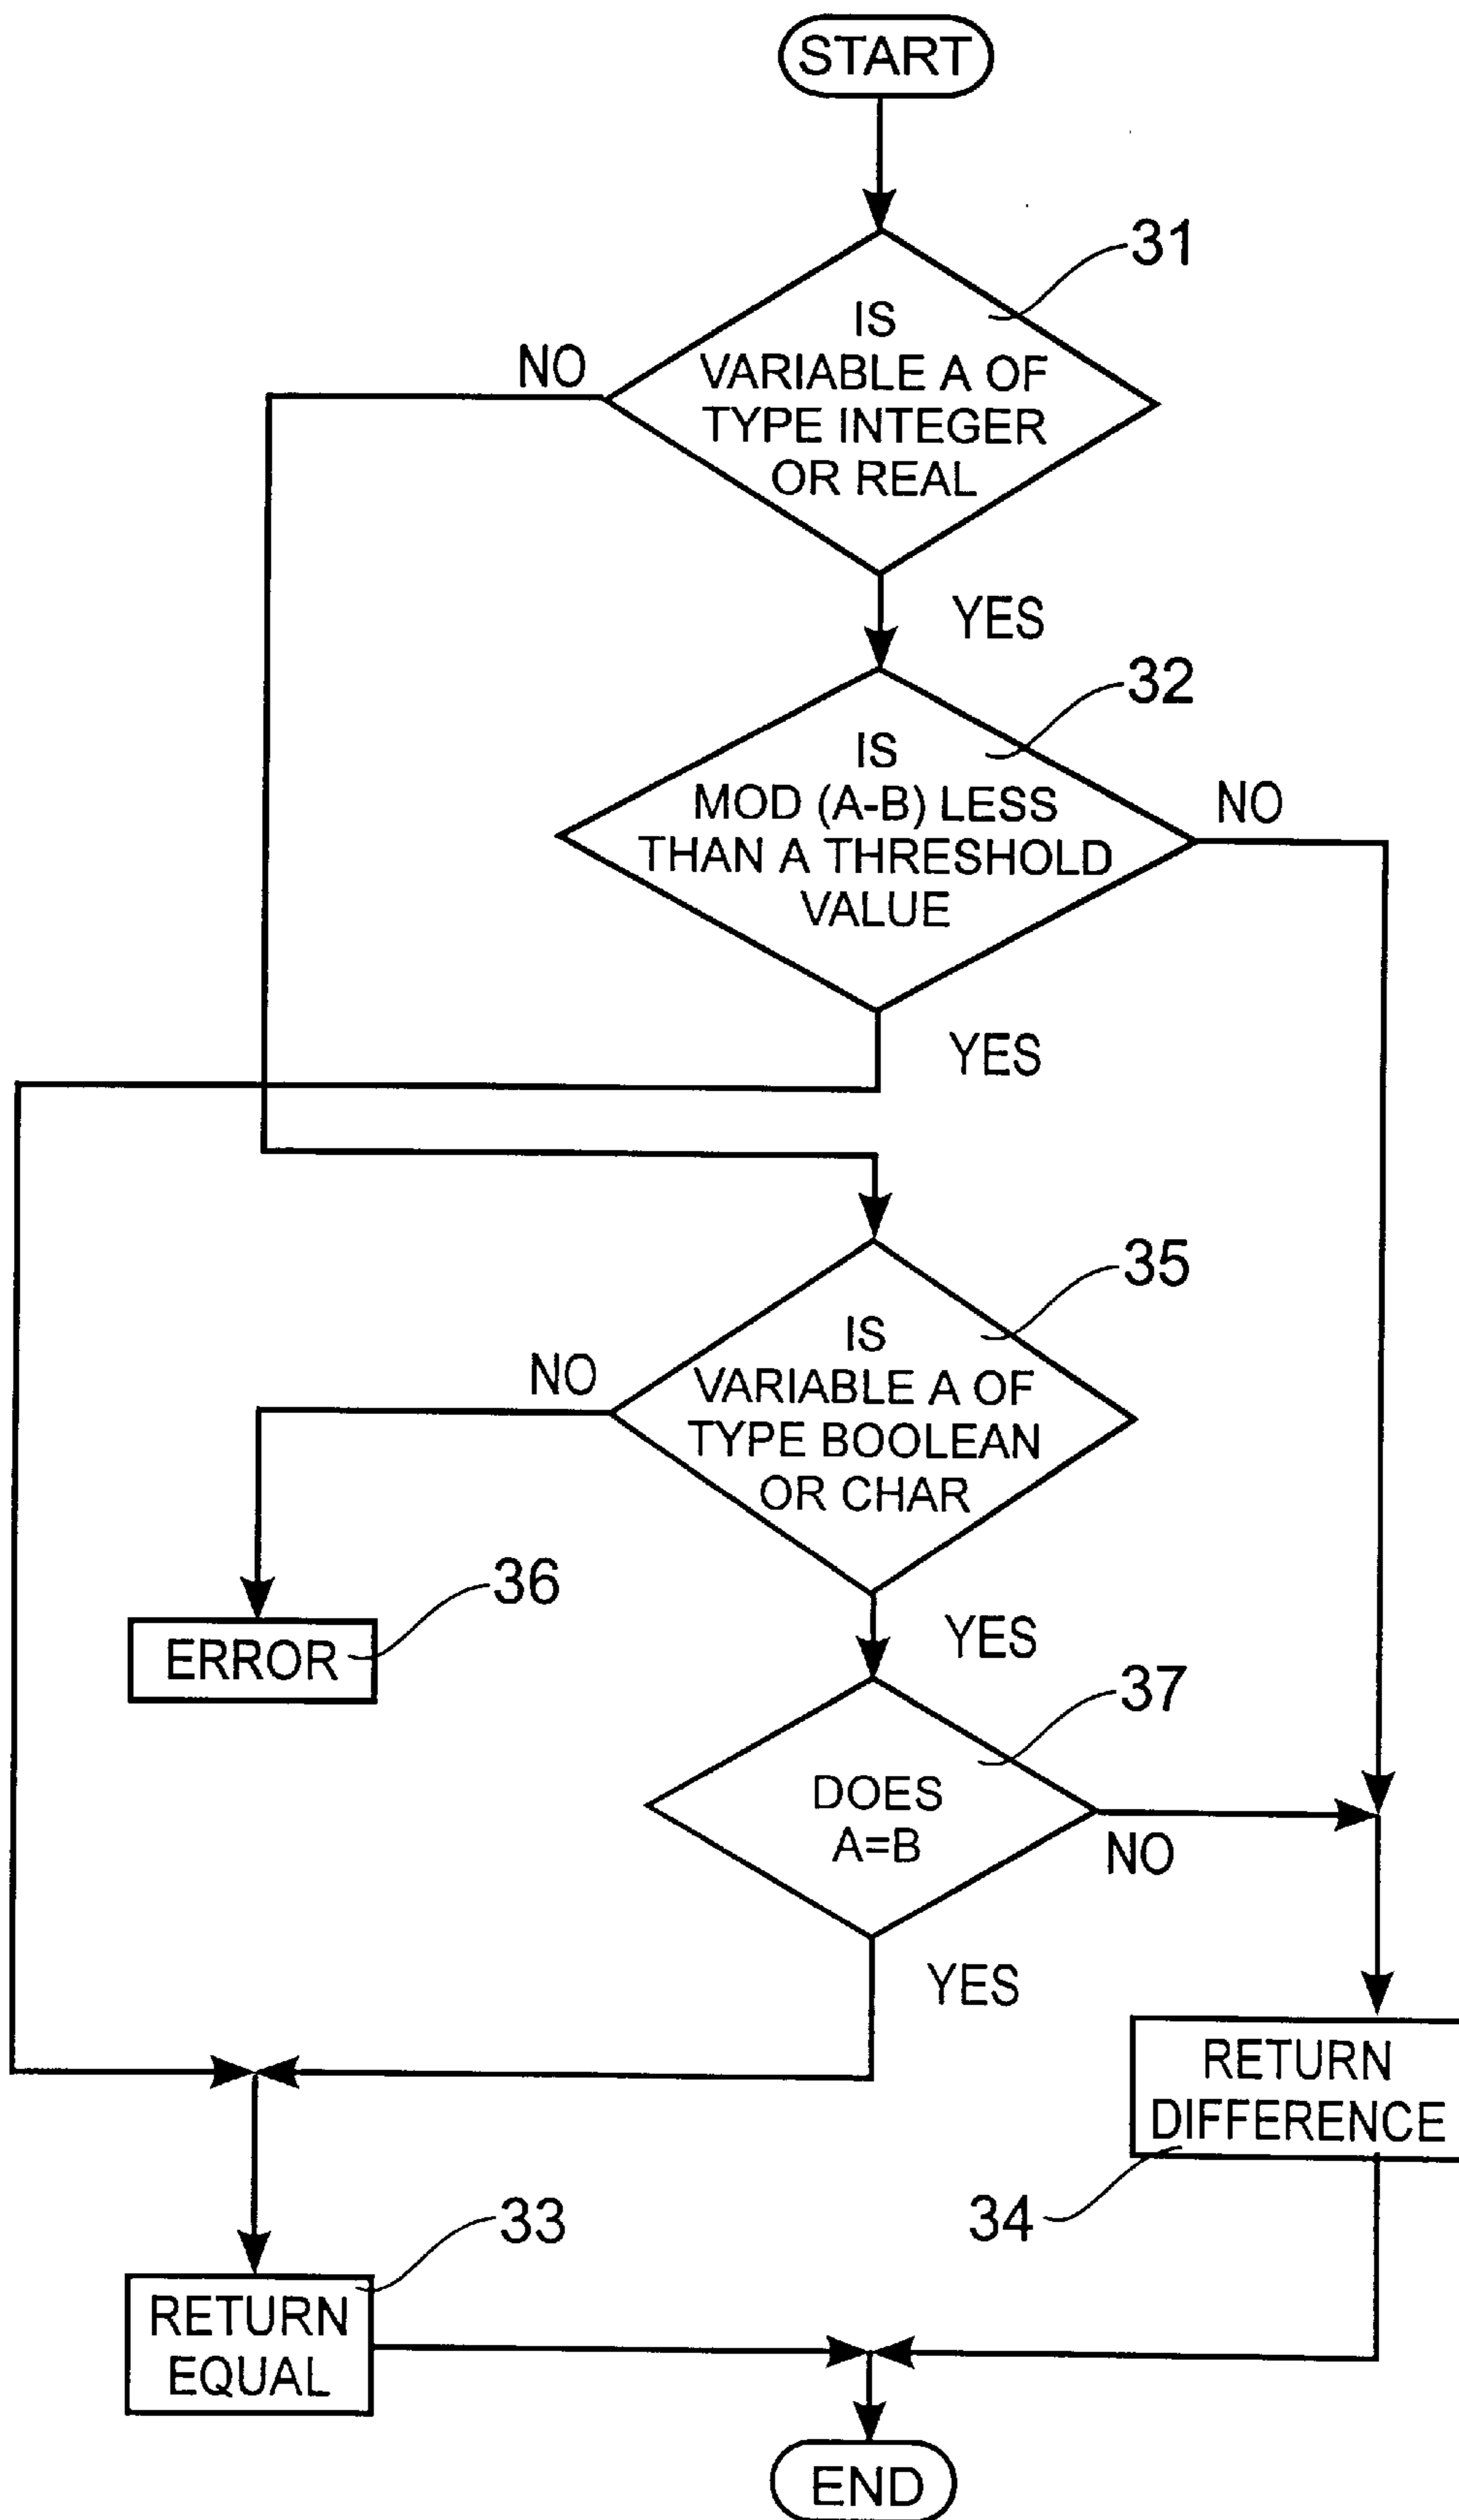 START
31
IS
VARIABLE A OF
TYPE INTEGER
OR REAL
NO
YES
32
IS
MOD (A-B) LESS
THAN A THRESHOLD
VALUE
NO
YES
35
IS
VARIABLE A OF
TYPE BOOLEAN
OR CHAR
NO
36
ERROR
YES
37
DOES
A=B
NO
YES
RETURN
DIFFERENCE
34
33
RETURN
EQUAL
END